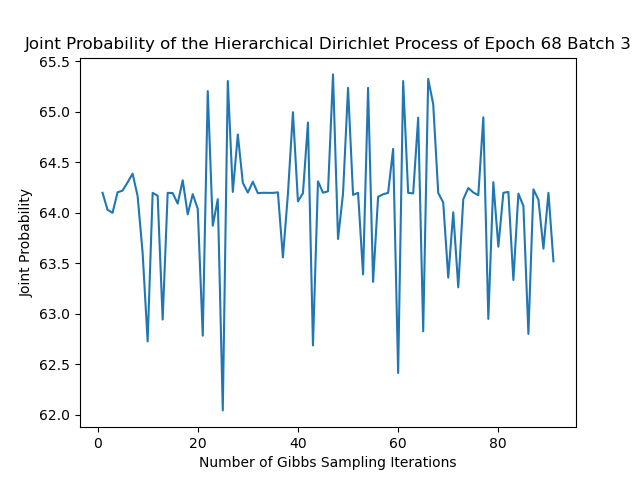 Joint Probability of the Hierarchical Dirichlet Process of Epoch 68 Batch 3
65.5
65.0
64.5
64.0
63.5
63.0
62.5
62.0
Joint Probability
0 20 40 60 80
Number of Gibbs Sampling Iterations